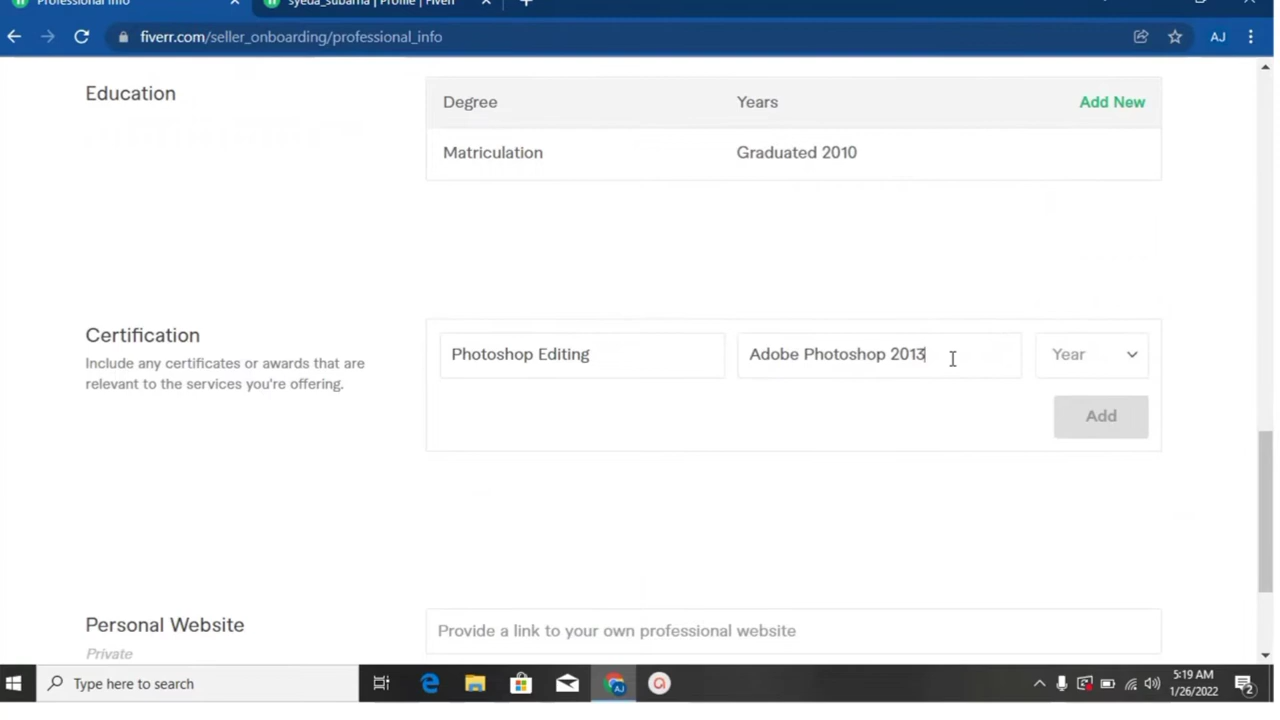 Professional Info
syeda_subarna | Profile | Fiverr
fiverr.com/seller_onboarding/professional_info
AJ
Education
Degree
Years
Add New
Matriculation
Graduated 2010
Certification
Include any certificates or awards that are
relevant to the services you're offering.
Photoshop Editing
Adobe Photoshop 2013
Year
Add
Personal Website
Private
Provide a link to your own professional website
Type here to search
AJ
5:19 AM
1/26/2022
2